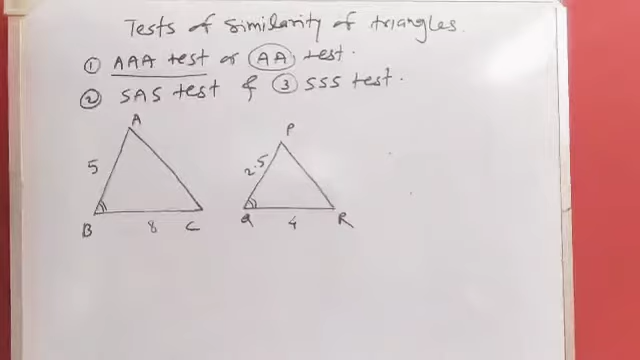 Tests of similarity of triangles.
① AAA test or AA test.
② SAS test & ③ SSS test.
A
P
5
2.5
B
8
C
Q
4
R